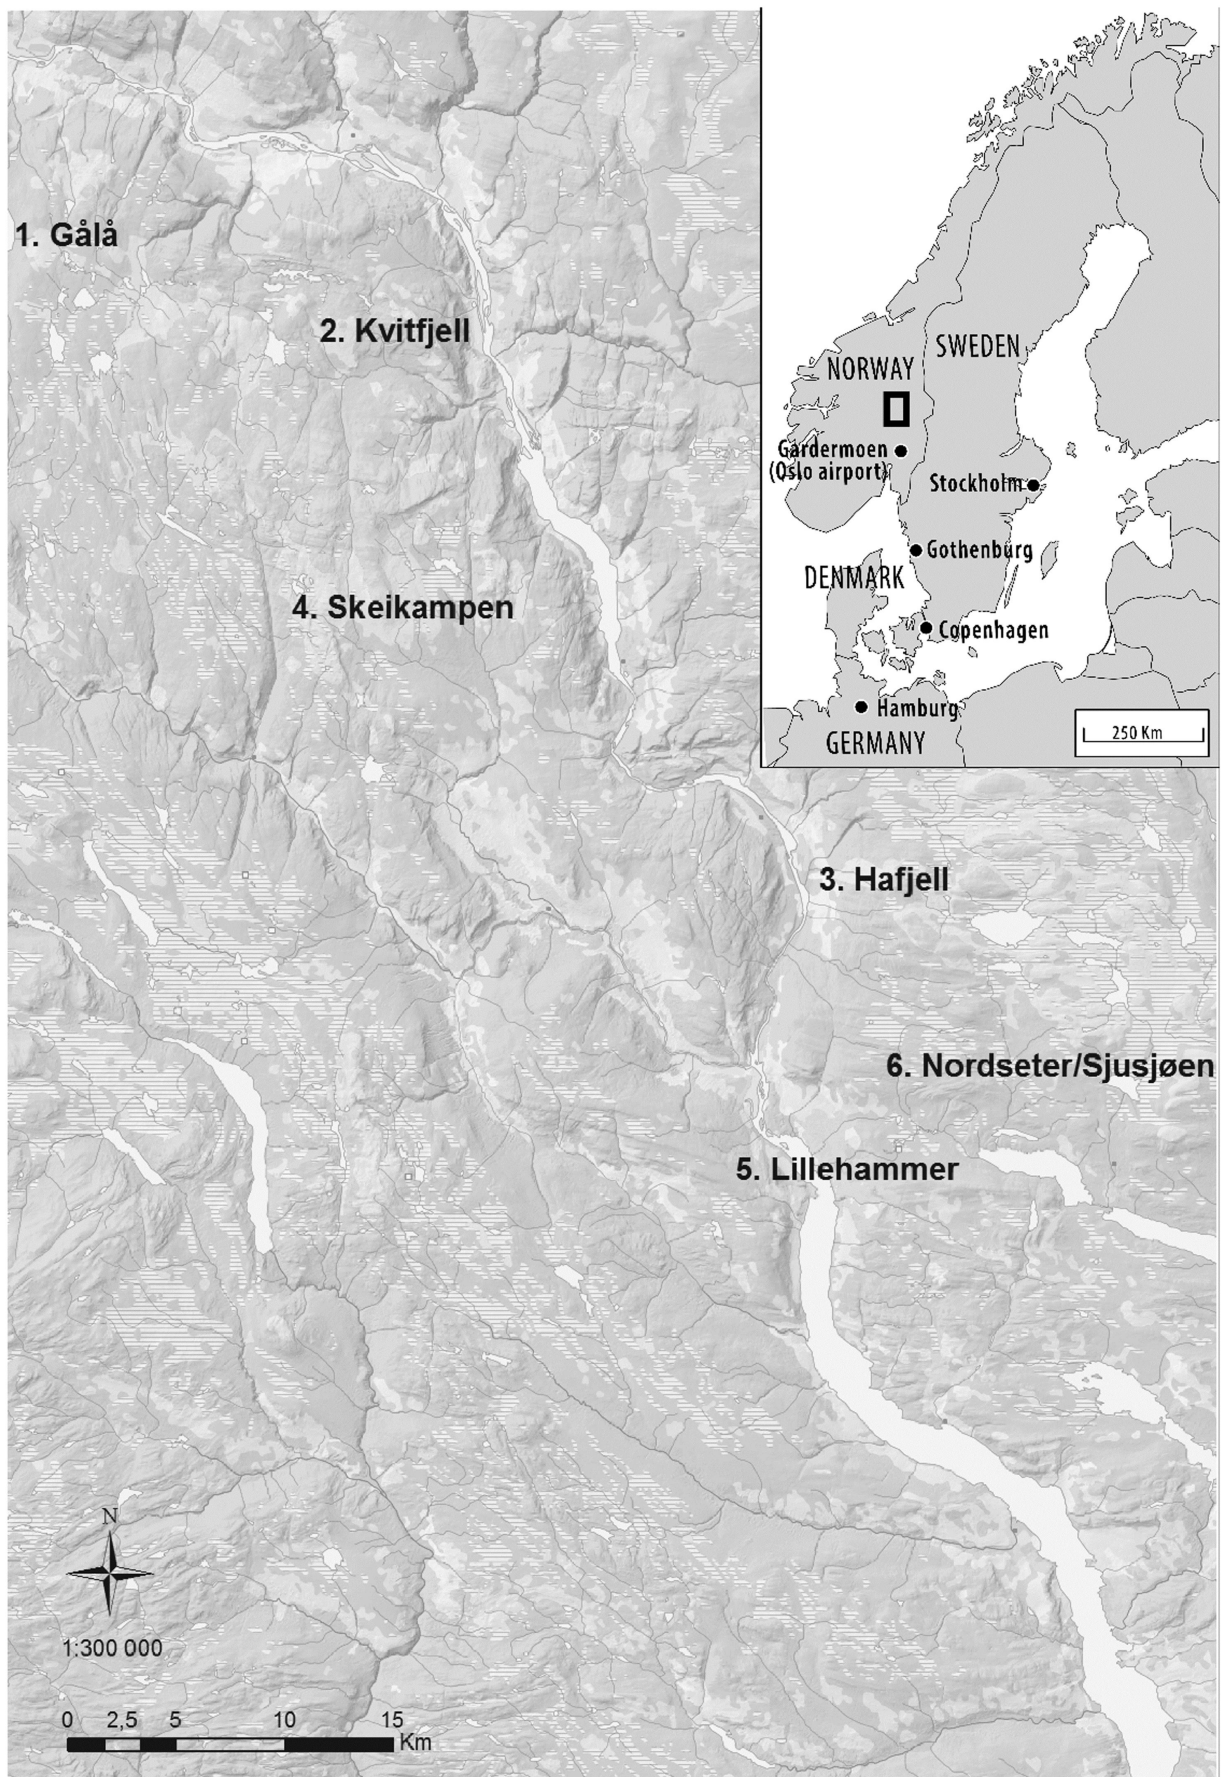 1. Gålå
2. Kvitfjell
4. Skeikampen
3. Hafjell
6. Nordseter/Sjusjøen
5. Lillehammer
N
1:300 000
0 2,5 5 10 15
Km
NORWAY
SWEDEN
Gardermoen
(Oslo airport)
Stockholm
Gothenburg
DENMARK
Copenhagen
Hamburg
GERMANY
250 Km